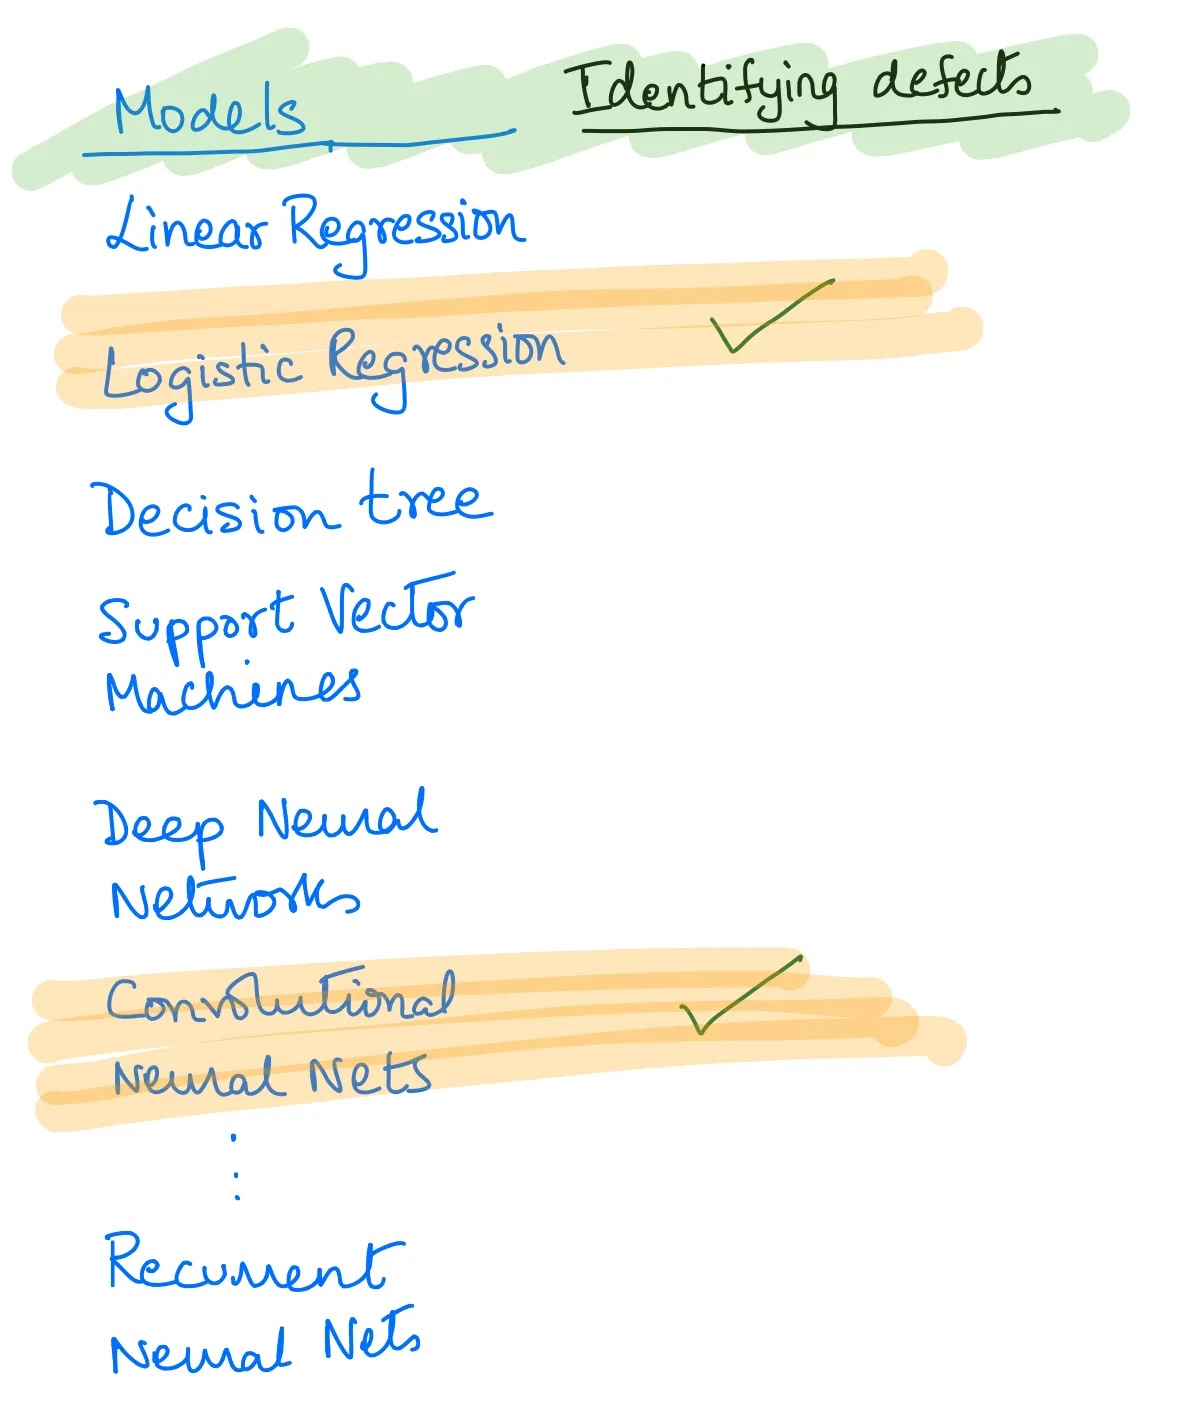 Models Identifying defects
Linear Regression
Logistic Regression ✓
Decision tree
Support Vector
Machines
Deep Neural
Networks
Convolutional ✓
Neural Nets
⋮
Recurrent
Neural Nets